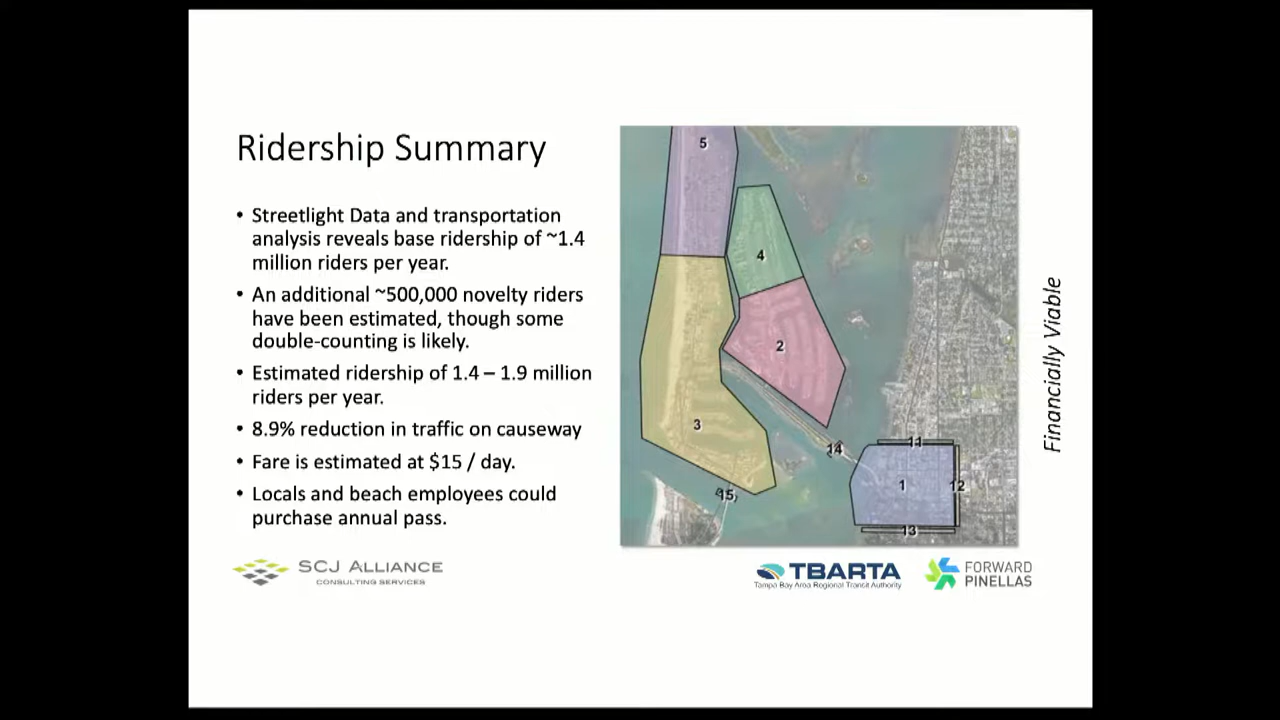 Ridership Summary
• Streetlight Data and transportation
analysis reveals base ridership of ~1.4
million riders per year.
• An additional ~500,000 novelty riders
have been estimated, though some
double-counting is likely.
• Estimated ridership of 1.4 – 1.9 million
riders per year.
• 8.9% reduction in traffic on causeway
• Fare is estimated at $15 / day.
• Locals and beach employees could
purchase annual pass.
5
4
2
3
14
11
1
12
15
13
Financially Viable
SCJ ALLIANCE
CONSULTING SERVICES
TBARTA
Tampa Bay Area Regional Transit Authority
FORWARD
PINELLAS